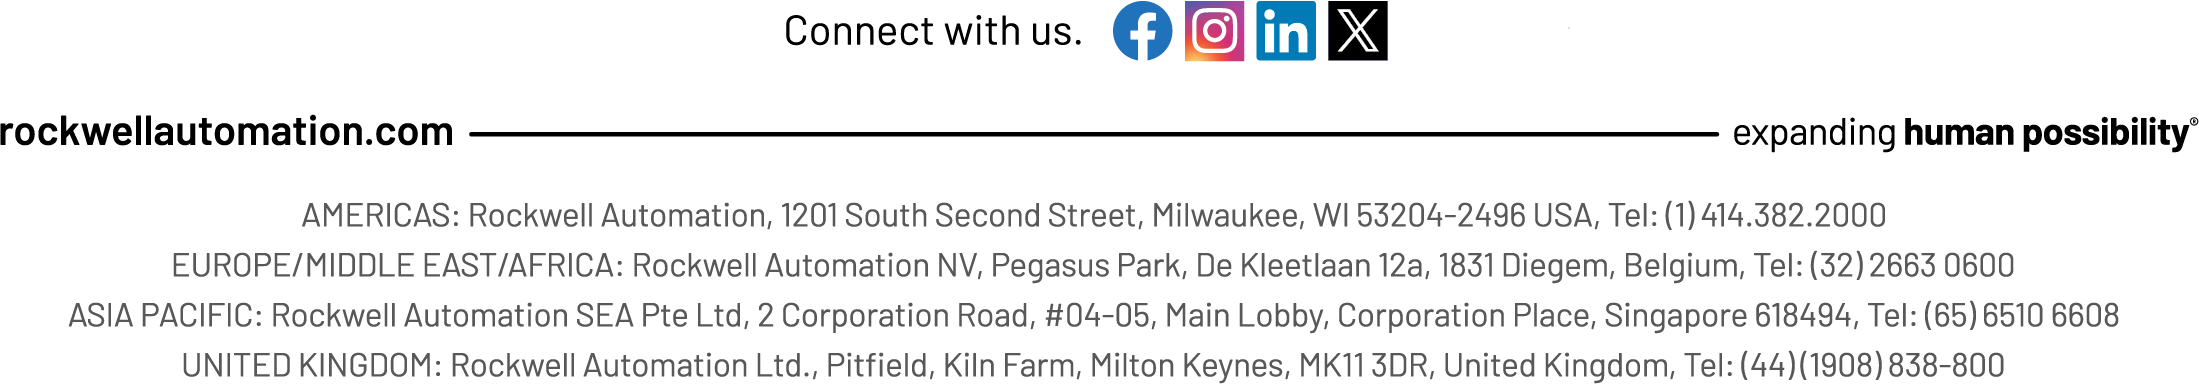 Connect with us.
rockwellautomation.com expanding human possibility®
AMERICAS: Rockwell Automation, 1201 South Second Street, Milwaukee, WI 53204-2496 USA, Tel: (1) 414.382.2000
EUROPE/MIDDLE EAST/AFRICA: Rockwell Automation NV, Pegasus Park, De Kleetlaan 12a, 1831 Diegem, Belgium, Tel: (32) 2663 0600
ASIA PACIFIC: Rockwell Automation SEA Pte Ltd, 2 Corporation Road, #04-05, Main Lobby, Corporation Place, Singapore 618494, Tel: (65) 6510 6608
UNITED KINGDOM: Rockwell Automation Ltd., Pitfield, Kiln Farm, Milton Keynes, MK11 3DR, United Kingdom, Tel: (44)(1908) 838-800